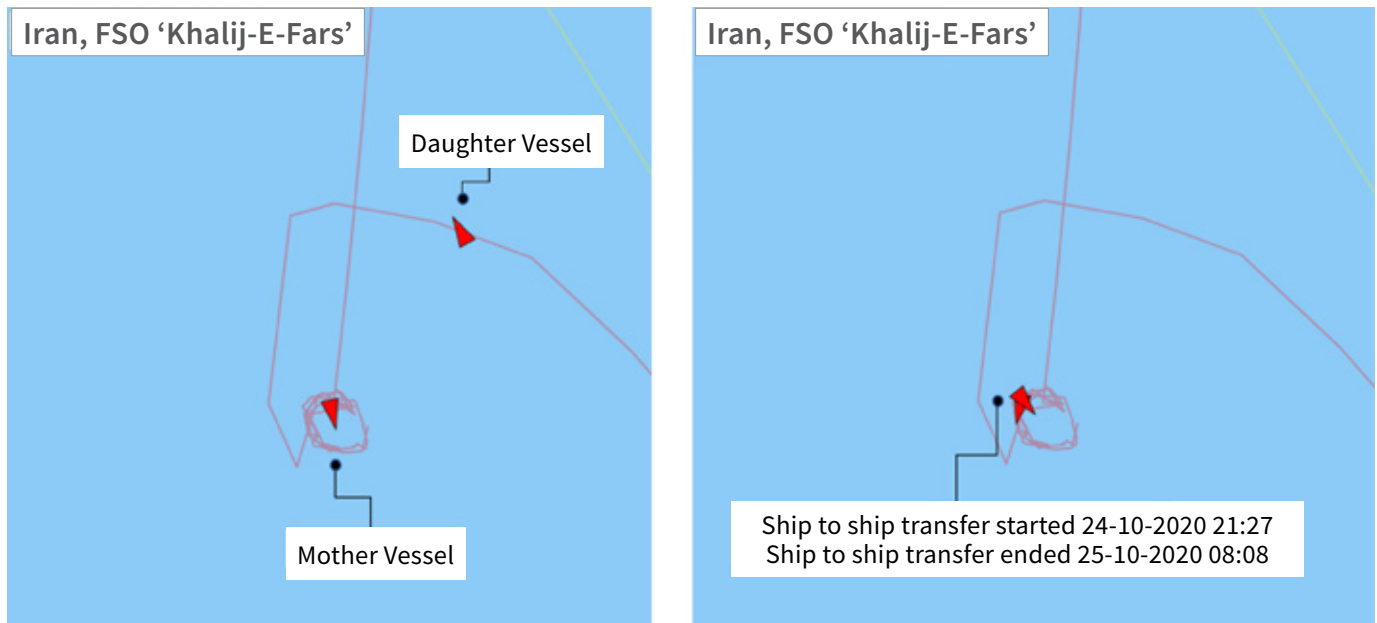 Iran, FSO ‘Khalij-E-Fars’
Daughter Vessel
Mother Vessel
Iran, FSO ‘Khalij-E-Fars’
Ship to ship transfer started 24-10-2020 21:27
Ship to ship transfer ended 25-10-2020 08:08